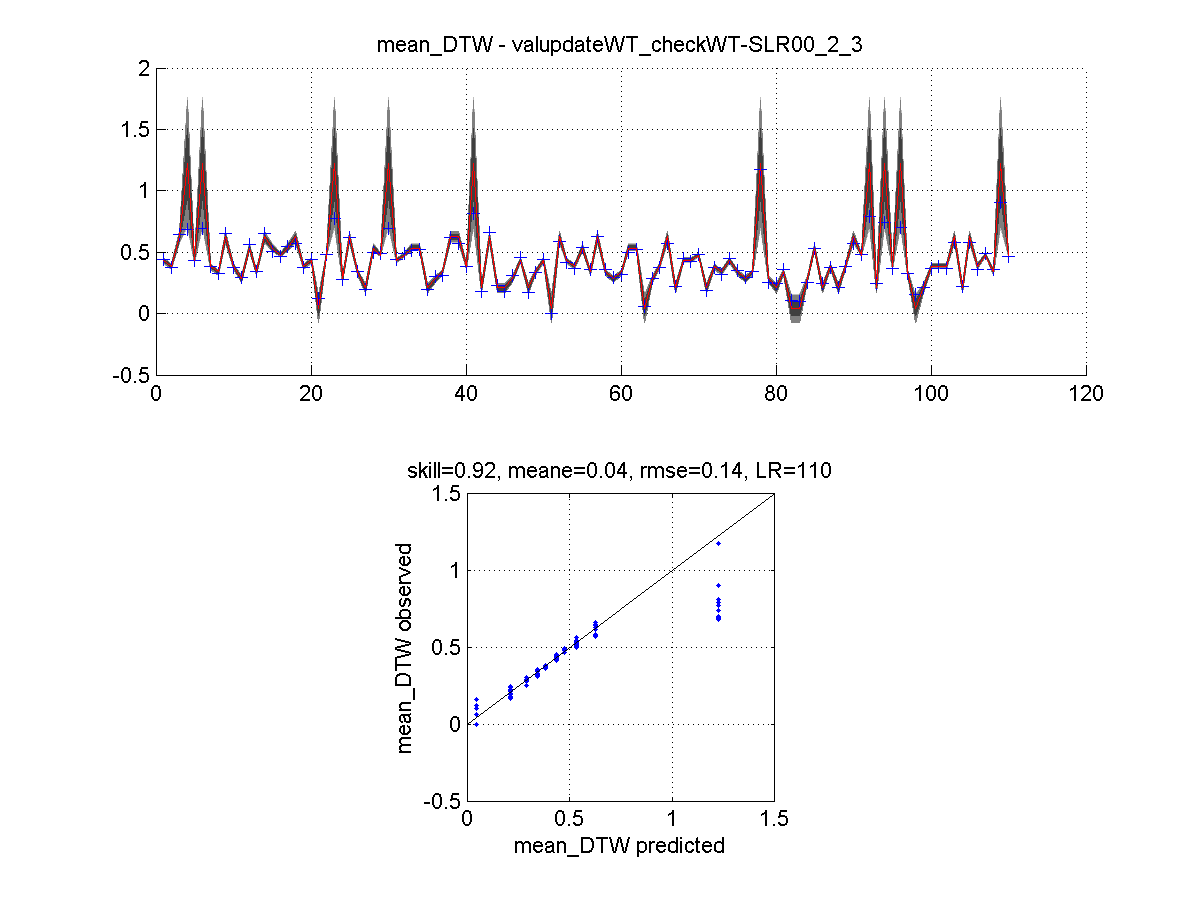 mean_DTW - valupdateWT_checkWT-SLR00_2_3
2
1.5
1
0.5
0
-0.5
0 20 40 60 80 100 120
skill=0.92, meane=0.04, rmse=0.14, LR=110
1.5
1
0.5
0
-0.5
mean_DTW observed
0 0.5 1 1.5
mean_DTW predicted